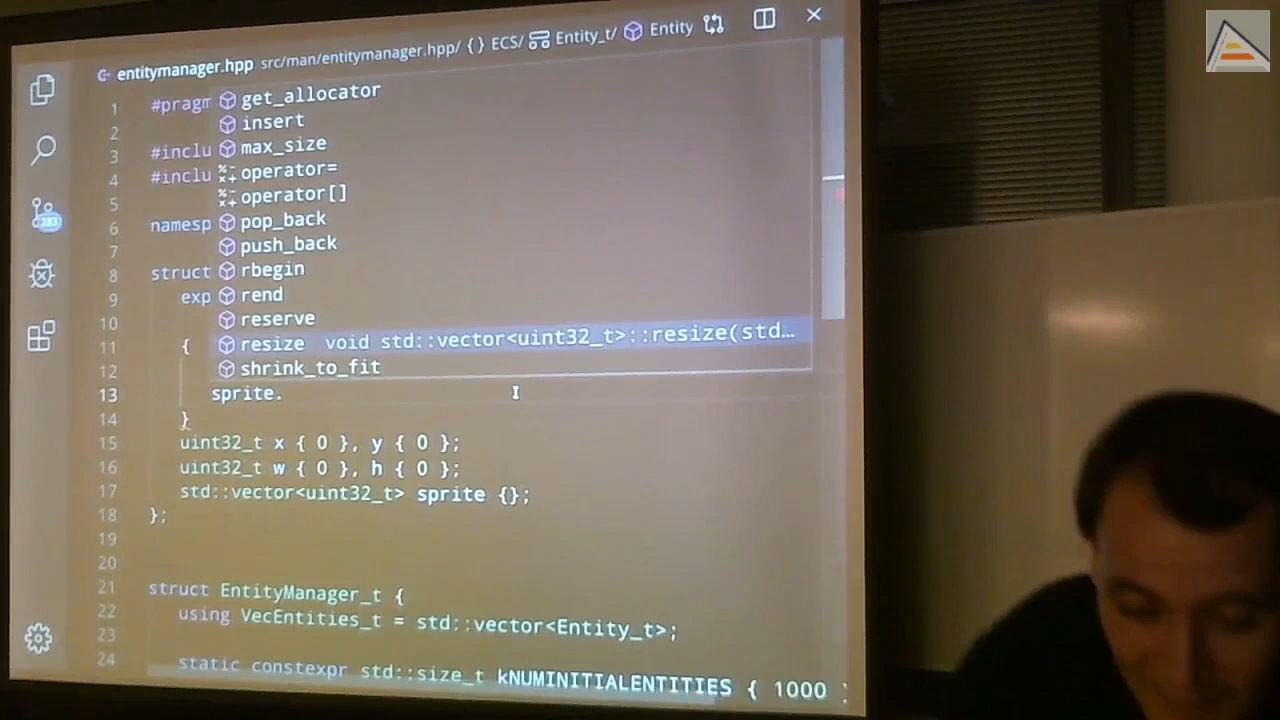 entitymanager.hpp src/man/entitymanager.hpp/ {} ECS/ Entity_t/ Entity
1 #pragm
2
3 #inclu
4 #inclu
5
6 namesp
7
8 struct
9 exp
10
11 {
12
13 sprite.
14 }
15 uint32_t x { 0 }, y { 0 };
16 uint32_t w { 0 }, h { 0 };
17 std::vector<uint32_t> sprite {};
18 };
19
20
21 struct EntityManager_t {
22 using VecEntities_t = std::vector<Entity_t>;
23
24 static constexpr std::size_t kNUMINITIALENTITIES { 1000 }
get_allocator
insert
max_size
operator=
operator[]
pop_back
push_back
rbegin
rend
reserve
resize void std::vector<uint32_t>::resize(std…
shrink_to_fit
283